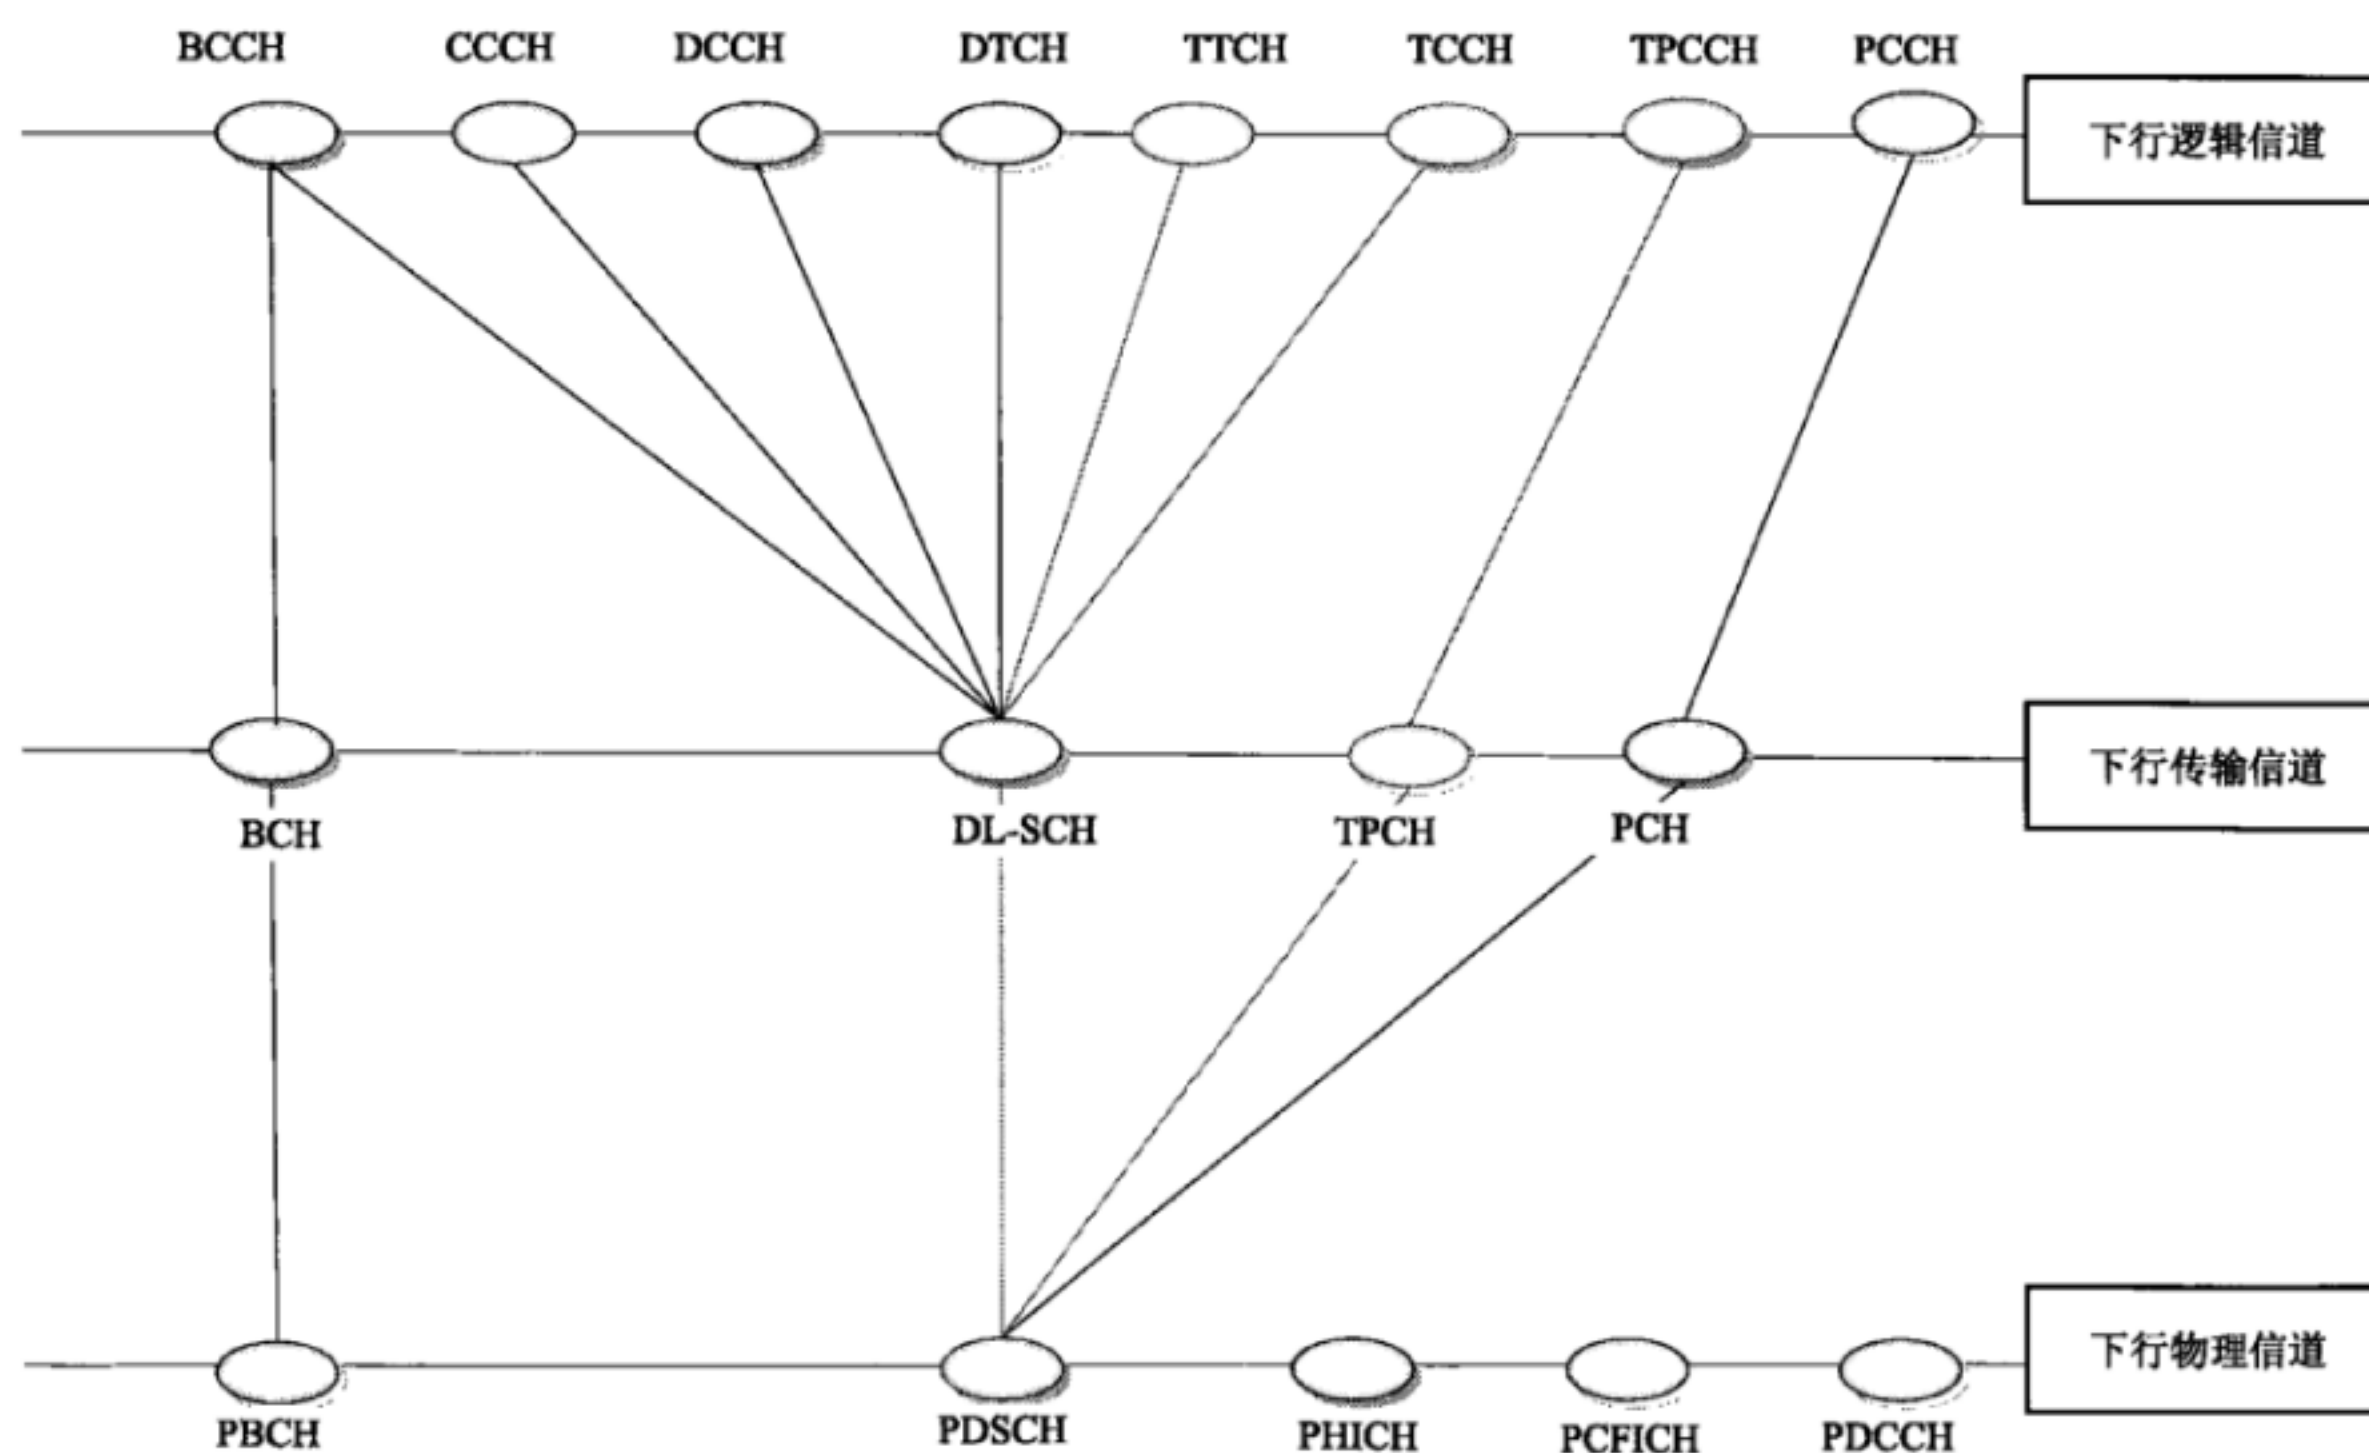 BCCH CCCH DCCH DTCH TTCH TCCH TPCCH PCCH
下行逻辑信道
下行传输信道
BCH DL-SCH TPCH PCH
下行物理信道
PBCH PDSCH PHICH PCFICH PDCCH